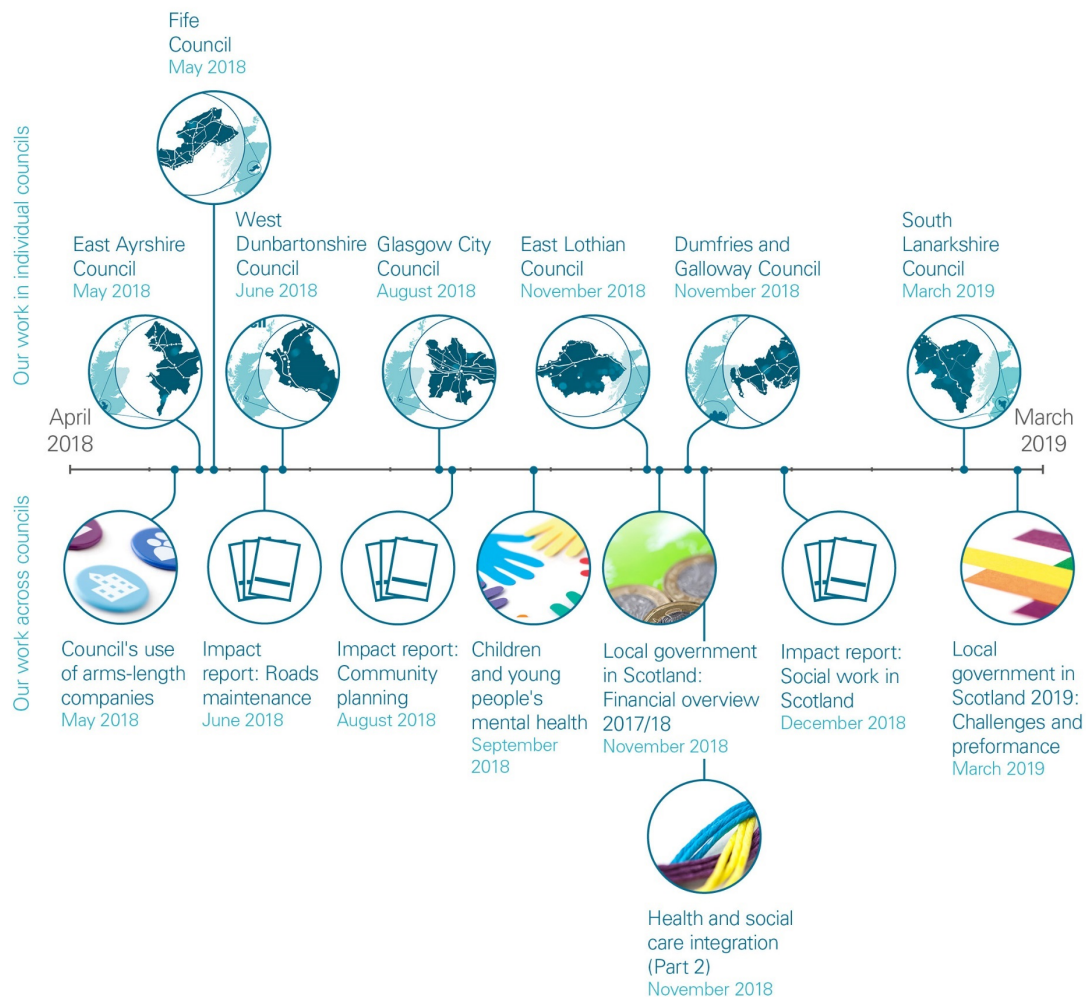 Fife
Council
May 2018
Our work in individual councils
East Ayrshire
Council
May 2018
West
Dunbartonshire
Council
June 2018
Glasgow City
Council
August 2018
East Lothian
Council
November 2018
Dumfries and
Galloway Council
November 2018
South
Lanarkshire
Council
March 2019
April
2018
March
2019
Our work across councils
Council's use
of arms-length
companies
May 2018
Impact
report: Roads
maintenance
June 2018
Impact report:
Community
planning
August 2018
Children
and young
people's
mental health
September
2018
Local government
in Scotland:
Financial overview
2017/18
November 2018
Impact report:
Social work in
Scotland
December 2018
Local
government in
Scotland 2019:
Challenges and
preformance
March 2019
Health and social
care integration
(Part 2)
November 2018